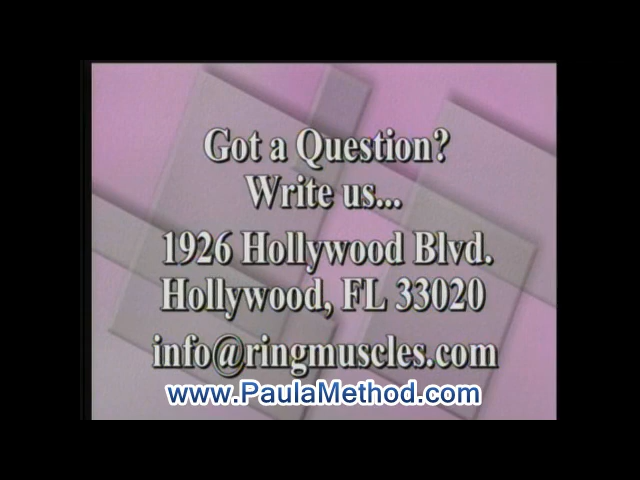 Got a Question?
Write us...
1926 Hollywood Blvd.
Hollywood, FL 33020
info@ringmuscles.com
www.PaulaMethod.com